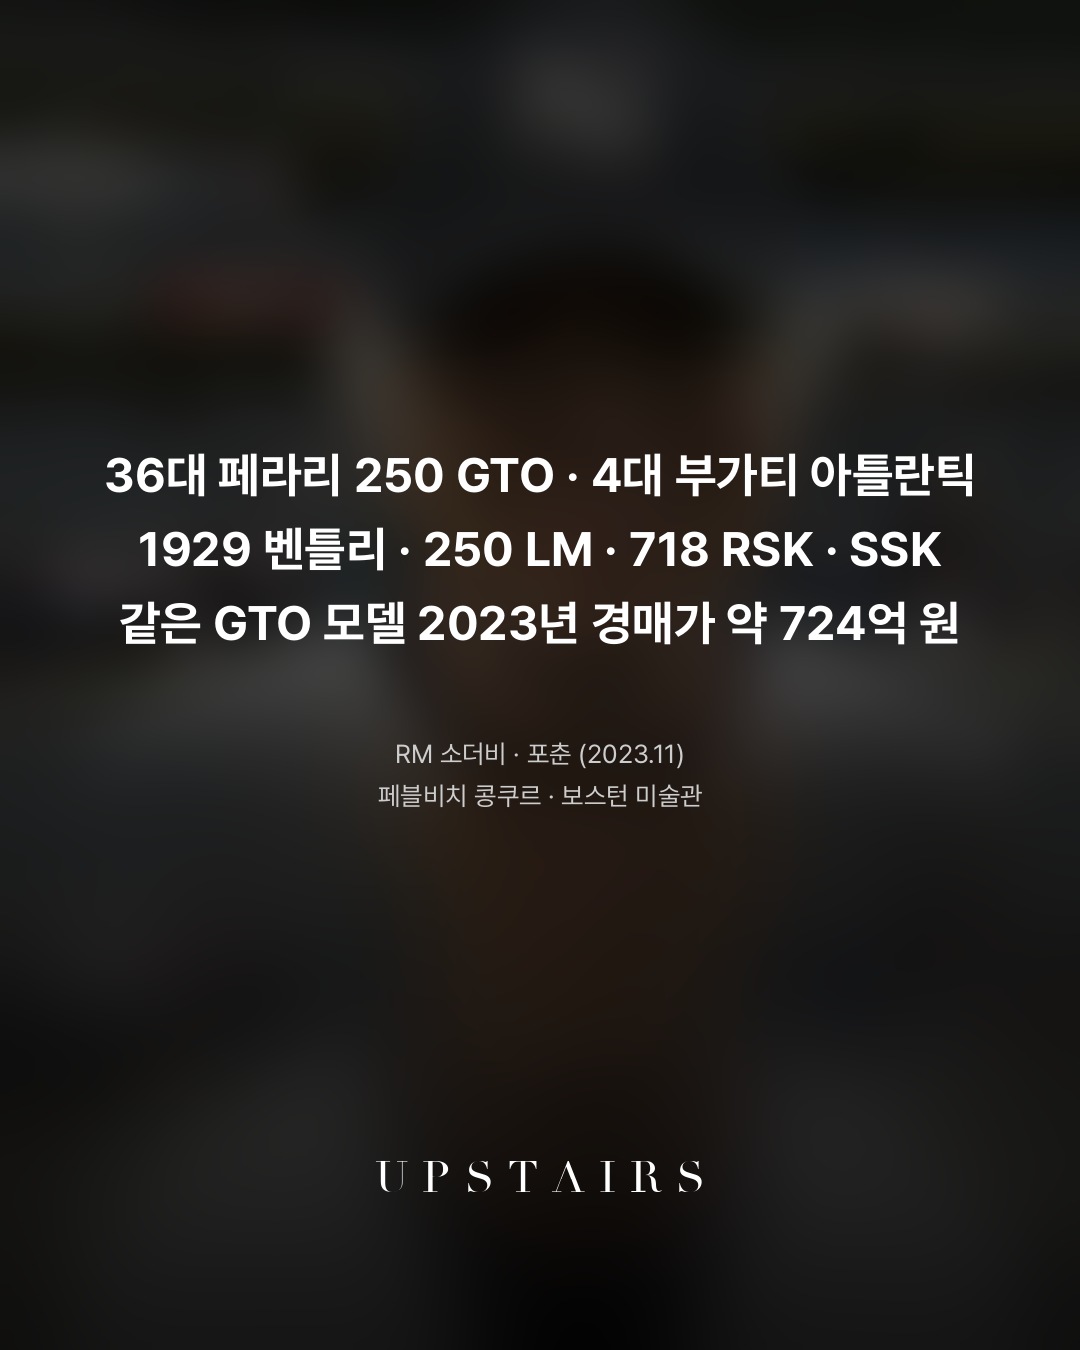 36대 페라리 250 GTO · 4대 부가티 아틀란틱
1929 벤틀리 · 250 LM · 718 RSK · SSK
같은 GTO 모델 2023년 경매가 약 724억 원
RM 소더비 · 포춘 (2023.11)
페블비치 콩쿠르 · 보스턴 미술관
UPSTAIRS